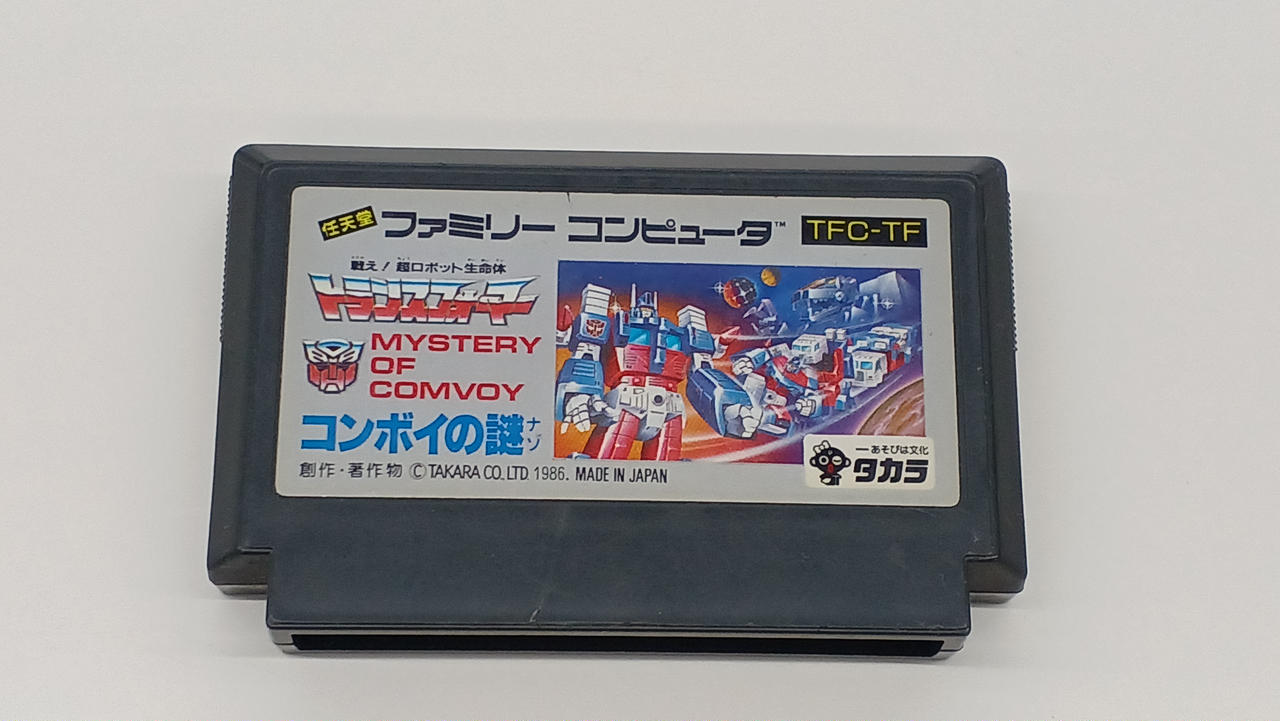 任天堂 ファミリー コンピュータ™ TFC-TF
戦え!超ロボット生命体
トランスフォーマー
MYSTERY
OF
COMVOY
コンボイの謎 ナゾ
創作・著作物 ©TAKARA CO., LTD. 1986. MADE IN JAPAN
―あそびは文化
タカラ